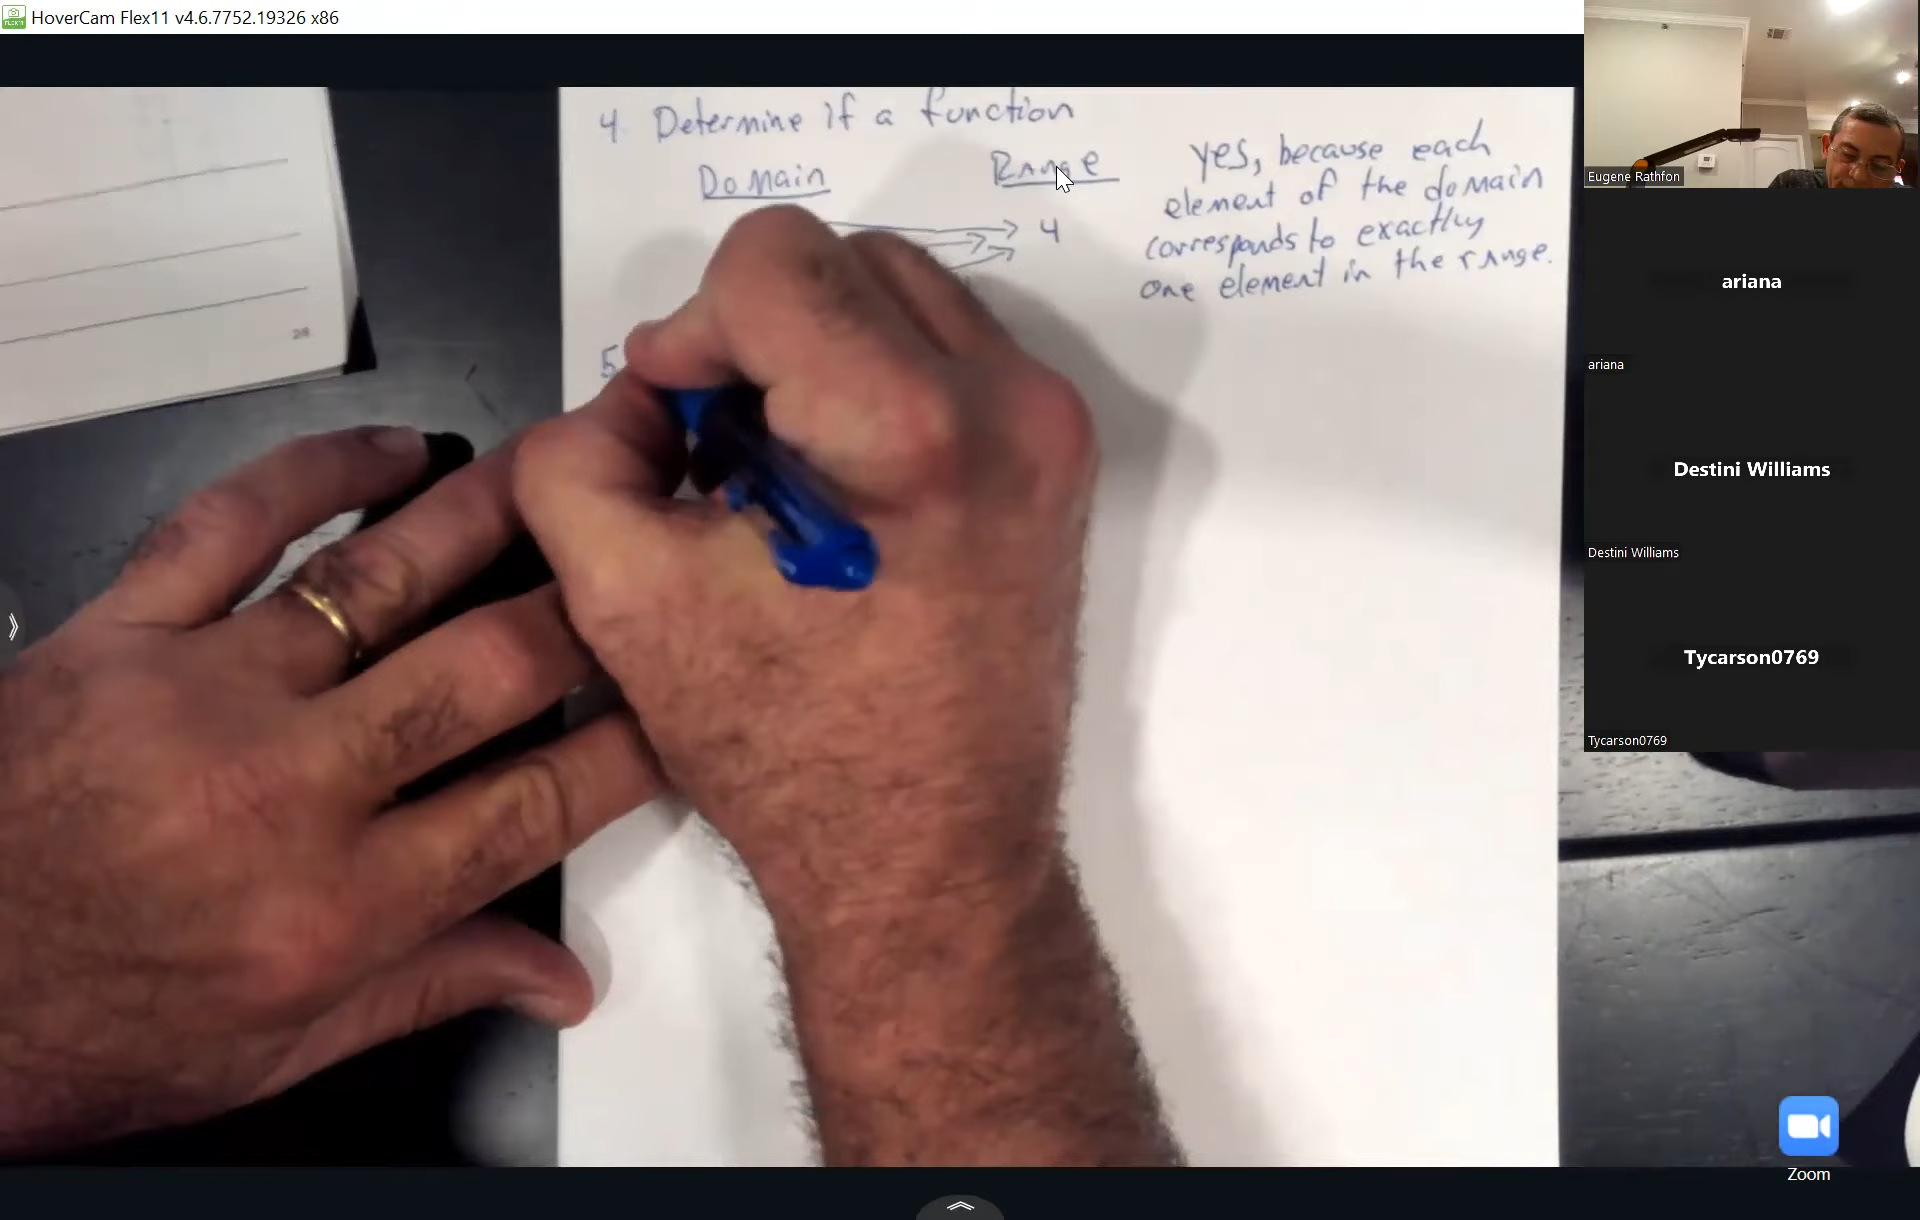 HoverCam Flex11 v4.6.7752.19326 x86
4. Determine if a function
Domain
Range
4
yes, because each
element of the domain
corresponds to exactly
one element in the range.
5
28
Eugene Rathfon
ariana
ariana
Destini Williams
Destini Williams
Tycarson0769
Tycarson0769
Zoom